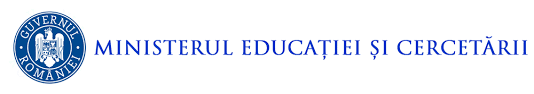 GUVERNUL
ROMÂNIEI
MINISTERUL EDUCAȚIEI ȘI CERCETĂRII